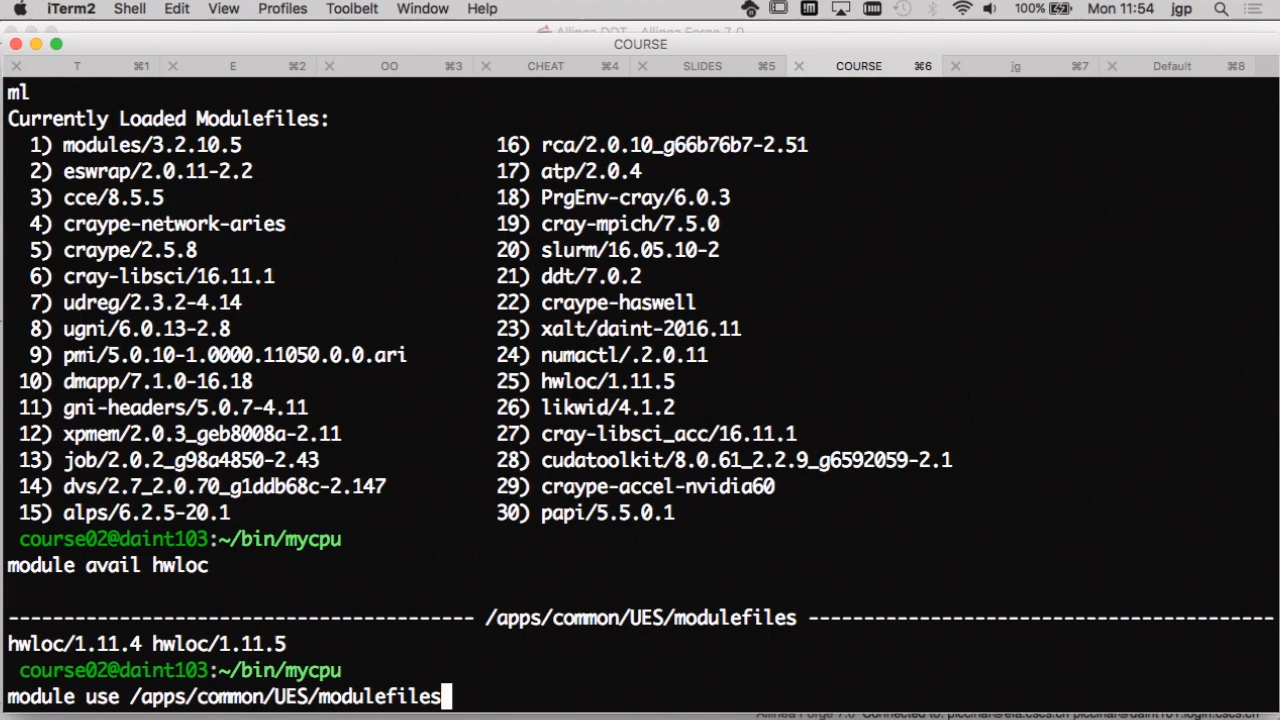 iTerm2 Shell Edit View Profiles Toolbelt Window Help 100% Mon 11:54 jgp
Allinea DDT - Allinea Forge 7.0
COURSE
T ⌘1 E ⌘2 OO ⌘3 CHEAT ⌘4 SLIDES ⌘5 COURSE ⌘6 jg ⌘7 Default ⌘8
ml
Currently Loaded Modulefiles:
1) modules/3.2.10.5 16) rca/2.0.10_g66b76b7-2.51
2) eswrap/2.0.11-2.2 17) atp/2.0.4
3) cce/8.5.5 18) PrgEnv-cray/6.0.3
4) craype-network-aries 19) cray-mpich/7.5.0
5) craype/2.5.8 20) slurm/16.05.10-2
6) cray-libsci/16.11.1 21) ddt/7.0.2
7) udreg/2.3.2-4.14 22) craype-haswell
8) ugni/6.0.13-2.8 23) xalt/daint-2016.11
9) pmi/5.0.10-1.0000.11050.0.0.ari 24) numactl/.2.0.11
10) dmapp/7.1.0-16.18 25) hwloc/1.11.5
11) gni-headers/5.0.7-4.11 26) likwid/4.1.2
12) xpmem/2.0.3_geb8008a-2.11 27) cray-libsci_acc/16.11.1
13) job/2.0.2_g98a4850-2.43 28) cudatoolkit/8.0.61_2.2.9_g6592059-2.1
14) dvs/2.7_2.0.70_g1ddb68c-2.147 29) craype-accel-nvidia60
15) alps/6.2.5-20.1 30) papi/5.5.0.1
course02@daint103:~/bin/mycpu
module avail hwloc
------------------------------------------ /apps/common/UES/modulefiles ------------------------------------------
hwloc/1.11.4 hwloc/1.11.5
course02@daint103:~/bin/mycpu
module use /apps/common/UES/modulefiles